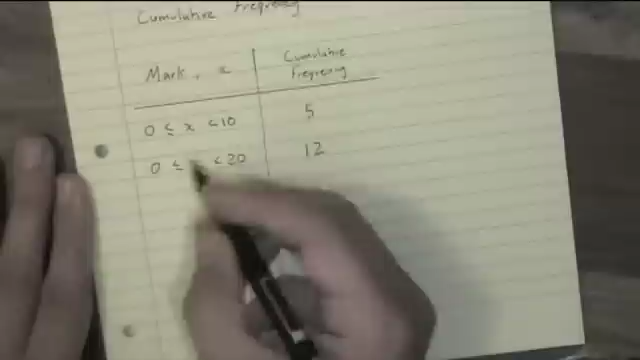 Cumulative Frequency
Mark, x
Cumulative
Frequency
0 ≤ x < 10
5
0 ≤ x < 20
12